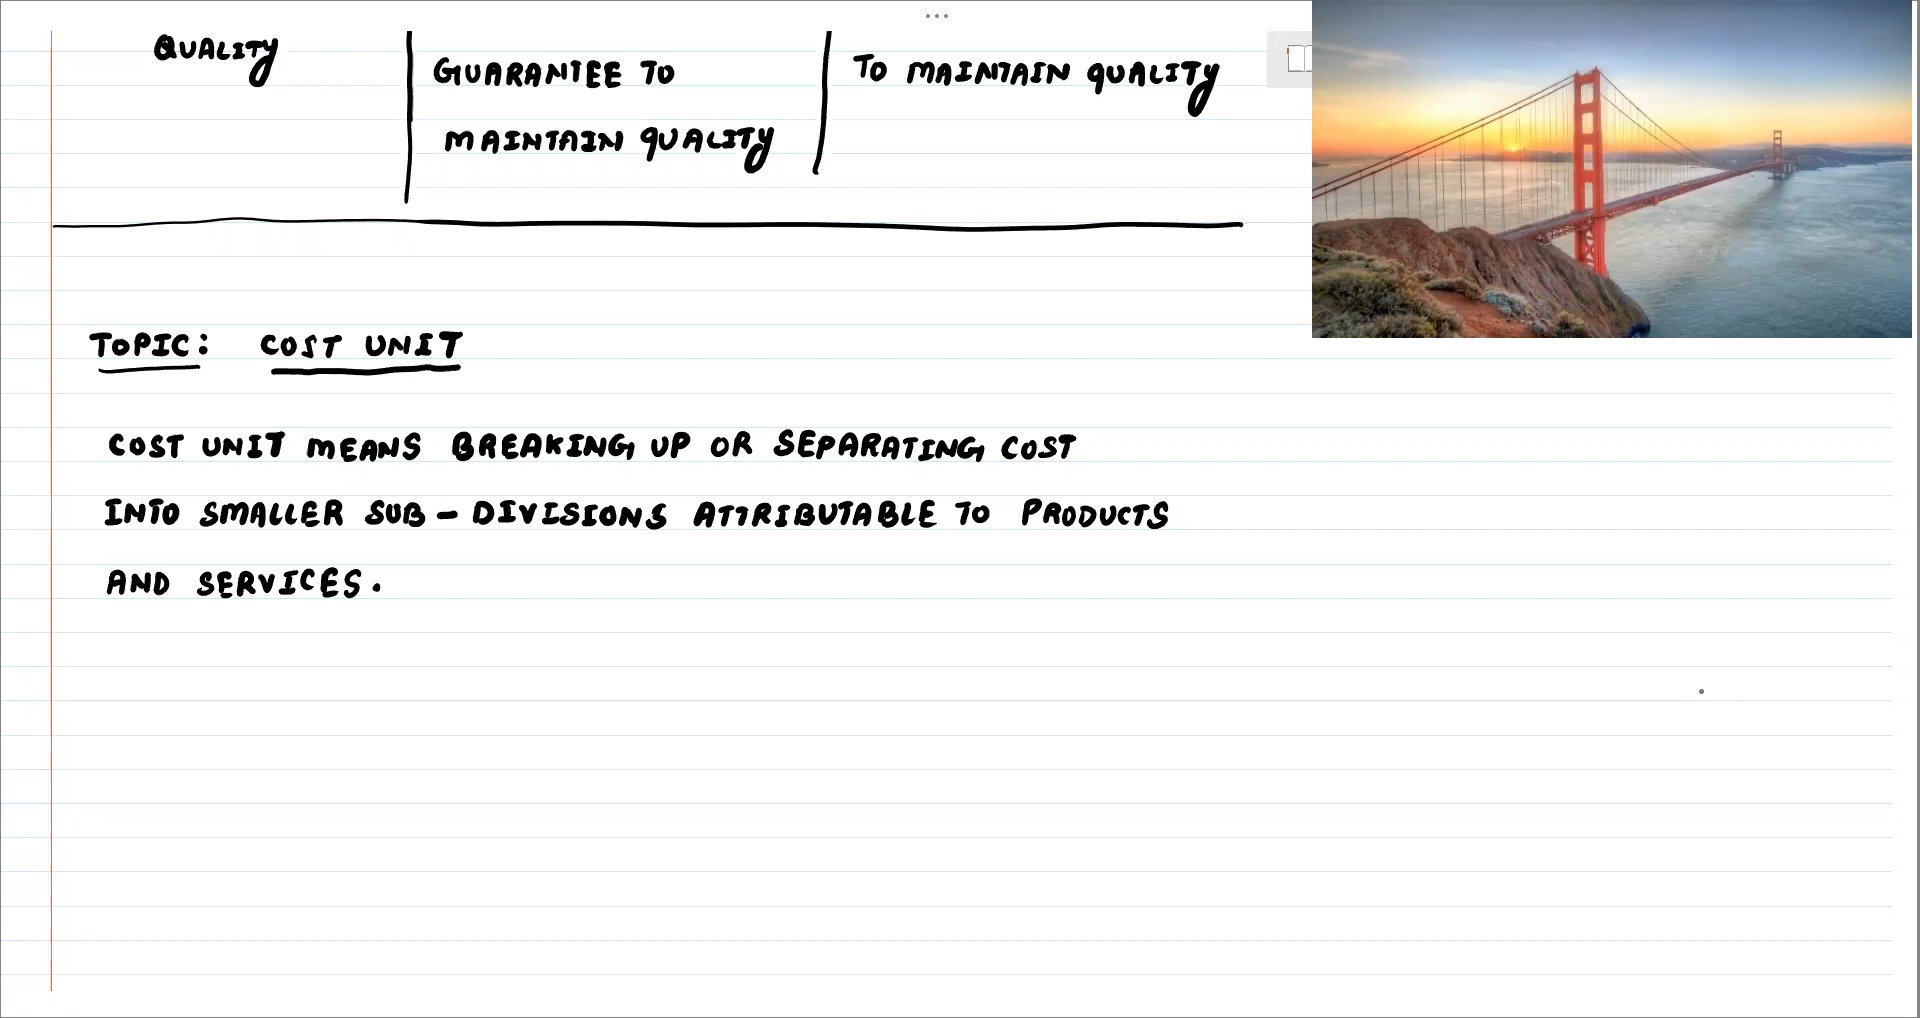 QUALITY
GUARANTEE TO
MAINTAIN QUALITY
TO MAINTAIN QUALITY
TOPIC: COST UNIT
COST UNIT MEANS BREAKING UP OR SEPARATING COST
INTO SMALLER SUB-DIVISIONS ATTRIBUTABLE TO PRODUCTS
AND SERVICES.